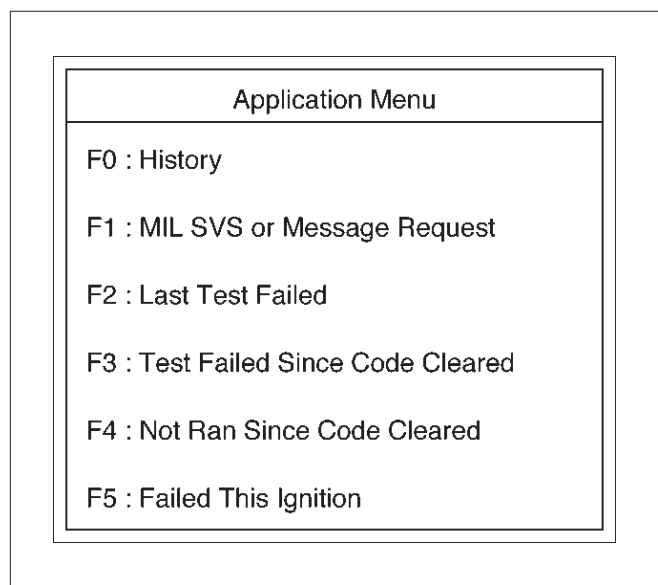 Application Menu
F0 : History
F1 : MIL SVS or Message Request
F2 : Last Test Failed
F3 : Test Failed Since Code Cleared
F4 : Not Ran Since Code Cleared
F5 : Failed This Ignition